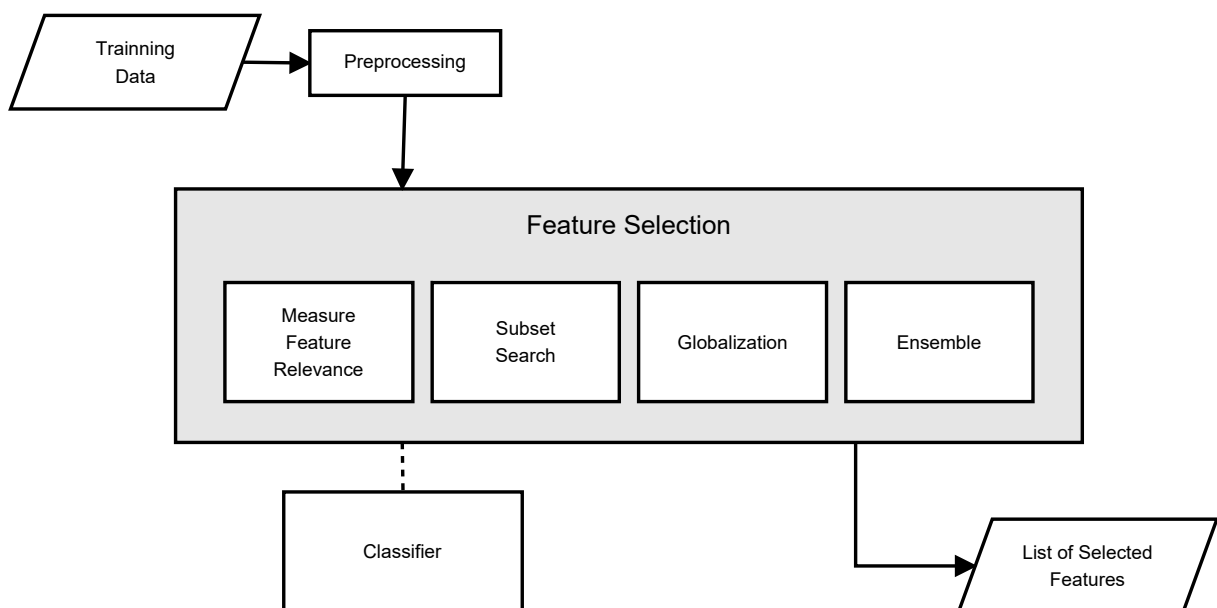 Trainning
Data
Preprocessing
Feature Selection
Measure
Feature
Relevance
Subset
Search
Globalization
Ensemble
Classifier
List of Selected
Features